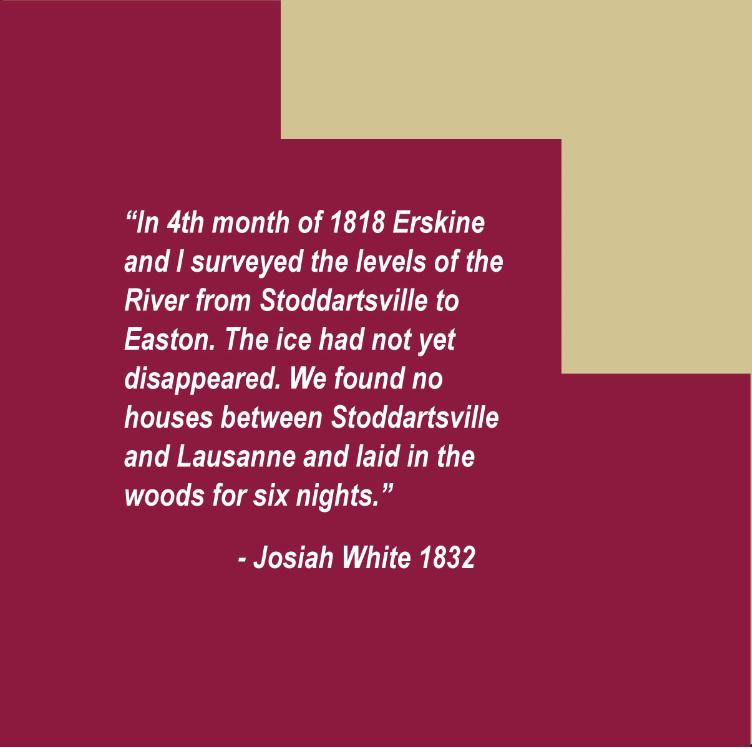 “In 4th month of 1818 Erskine
and I surveyed the levels of the
River from Stoddartsville to
Easton. The ice had not yet
disappeared. We found no
houses between Stoddartsville
and Lausanne and laid in the
woods for six nights.”
- Josiah White 1832